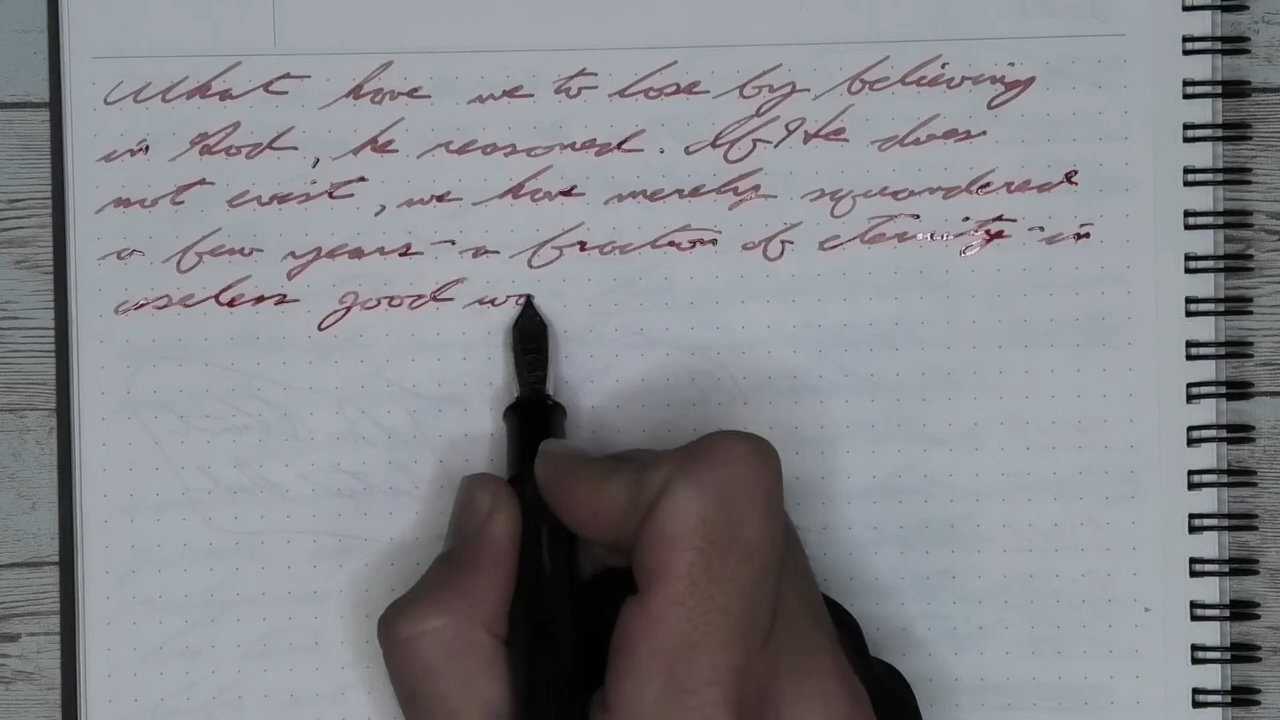 What have we to lose by believing
in God, he reasoned. If He does
not exist, we have merely squandered
a few years - a fraction of eternity - in
useless good wo